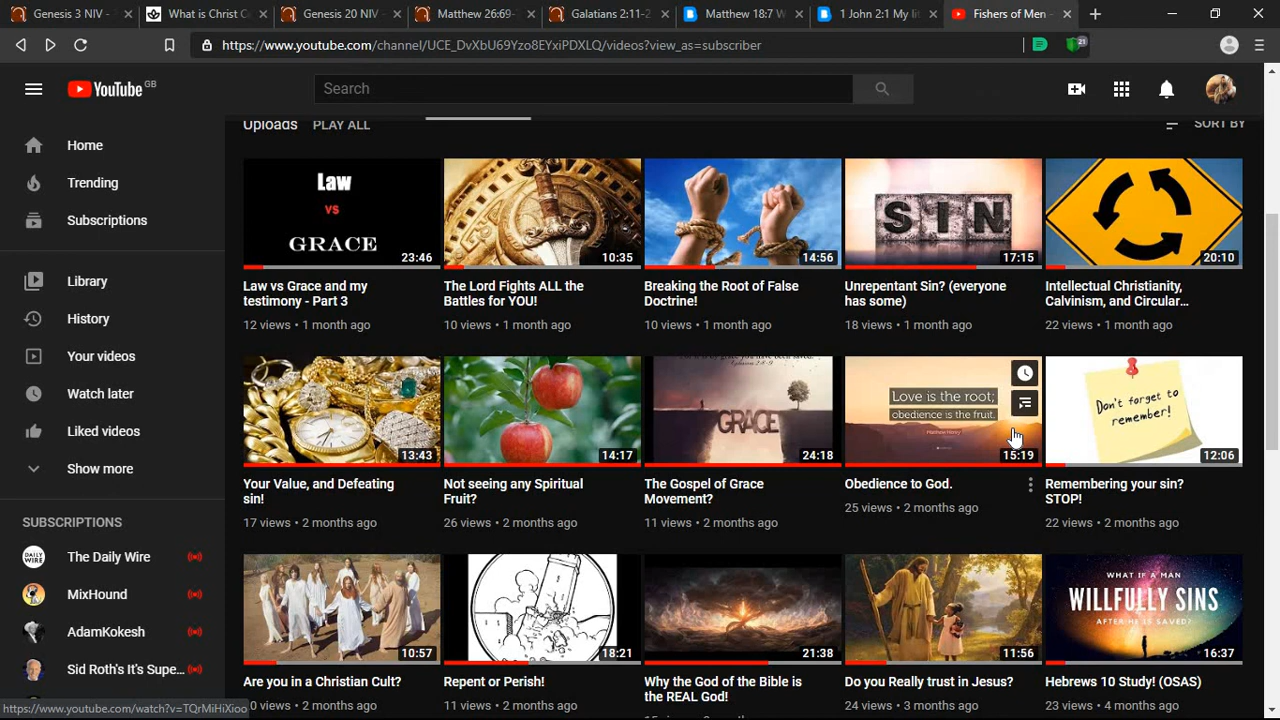 Genesis 3 NIV -
What is Christ C
Genesis 20 NIV -
Matthew 26:69-
Galatians 2:11-2
Matthew 18:7 W
1 John 2:1 My lit
Fishers of Men -
https://www.youtube.com/channel/UCE_DvXbU69Yzo8EYxiPDXLQ/videos?view_as=subscriber
21
YouTube GB
Search
Home
Trending
Subscriptions
Library
History
Your videos
Watch later
Liked videos
Show more
SUBSCRIPTIONS
DAILY WIRE
The Daily Wire
MixHound
AdamKokesh
Sid Roth's It's Supe...
Uploads PLAY ALL
SORT BY
Law
vs
GRACE
23:46
10:35
14:56
SIN
17:15
20:10
Law vs Grace and my
testimony - Part 3
12 views • 1 month ago
The Lord Fights ALL the
Battles for YOU!
10 views • 1 month ago
Breaking the Root of False
Doctrine!
10 views • 1 month ago
Unrepentant Sin? (everyone
has some)
18 views • 1 month ago
Intellectual Christianity,
Calvinism, and Circular...
22 views • 1 month ago
13:43
14:17
GRACE
24:18
Love is the root;
obedience is the fruit.
Matthew Henry
15:19
Don't forget to
remember!
12:06
Your Value, and Defeating
sin!
17 views • 2 months ago
Not seeing any Spiritual
Fruit?
26 views • 2 months ago
The Gospel of Grace
Movement?
11 views • 2 months ago
Obedience to God.
25 views • 2 months ago
Remembering your sin?
STOP!
22 views • 2 months ago
10:57
18:21
21:38
11:56
WHAT IF A MAN
WILLFULLY SINS
AFTER HE IS SAVED?
16:37
Are you in a Christian Cult?
0 views • 2 months ago
Repent or Perish!
11 views • 2 months ago
Why the God of the Bible is
the REAL God!
Do you Really trust in Jesus?
24 views • 3 months ago
Hebrews 10 Study! (OSAS)
23 views • 3 months ago
https://www.youtube.com/watch?v=TQrMiHiXioo